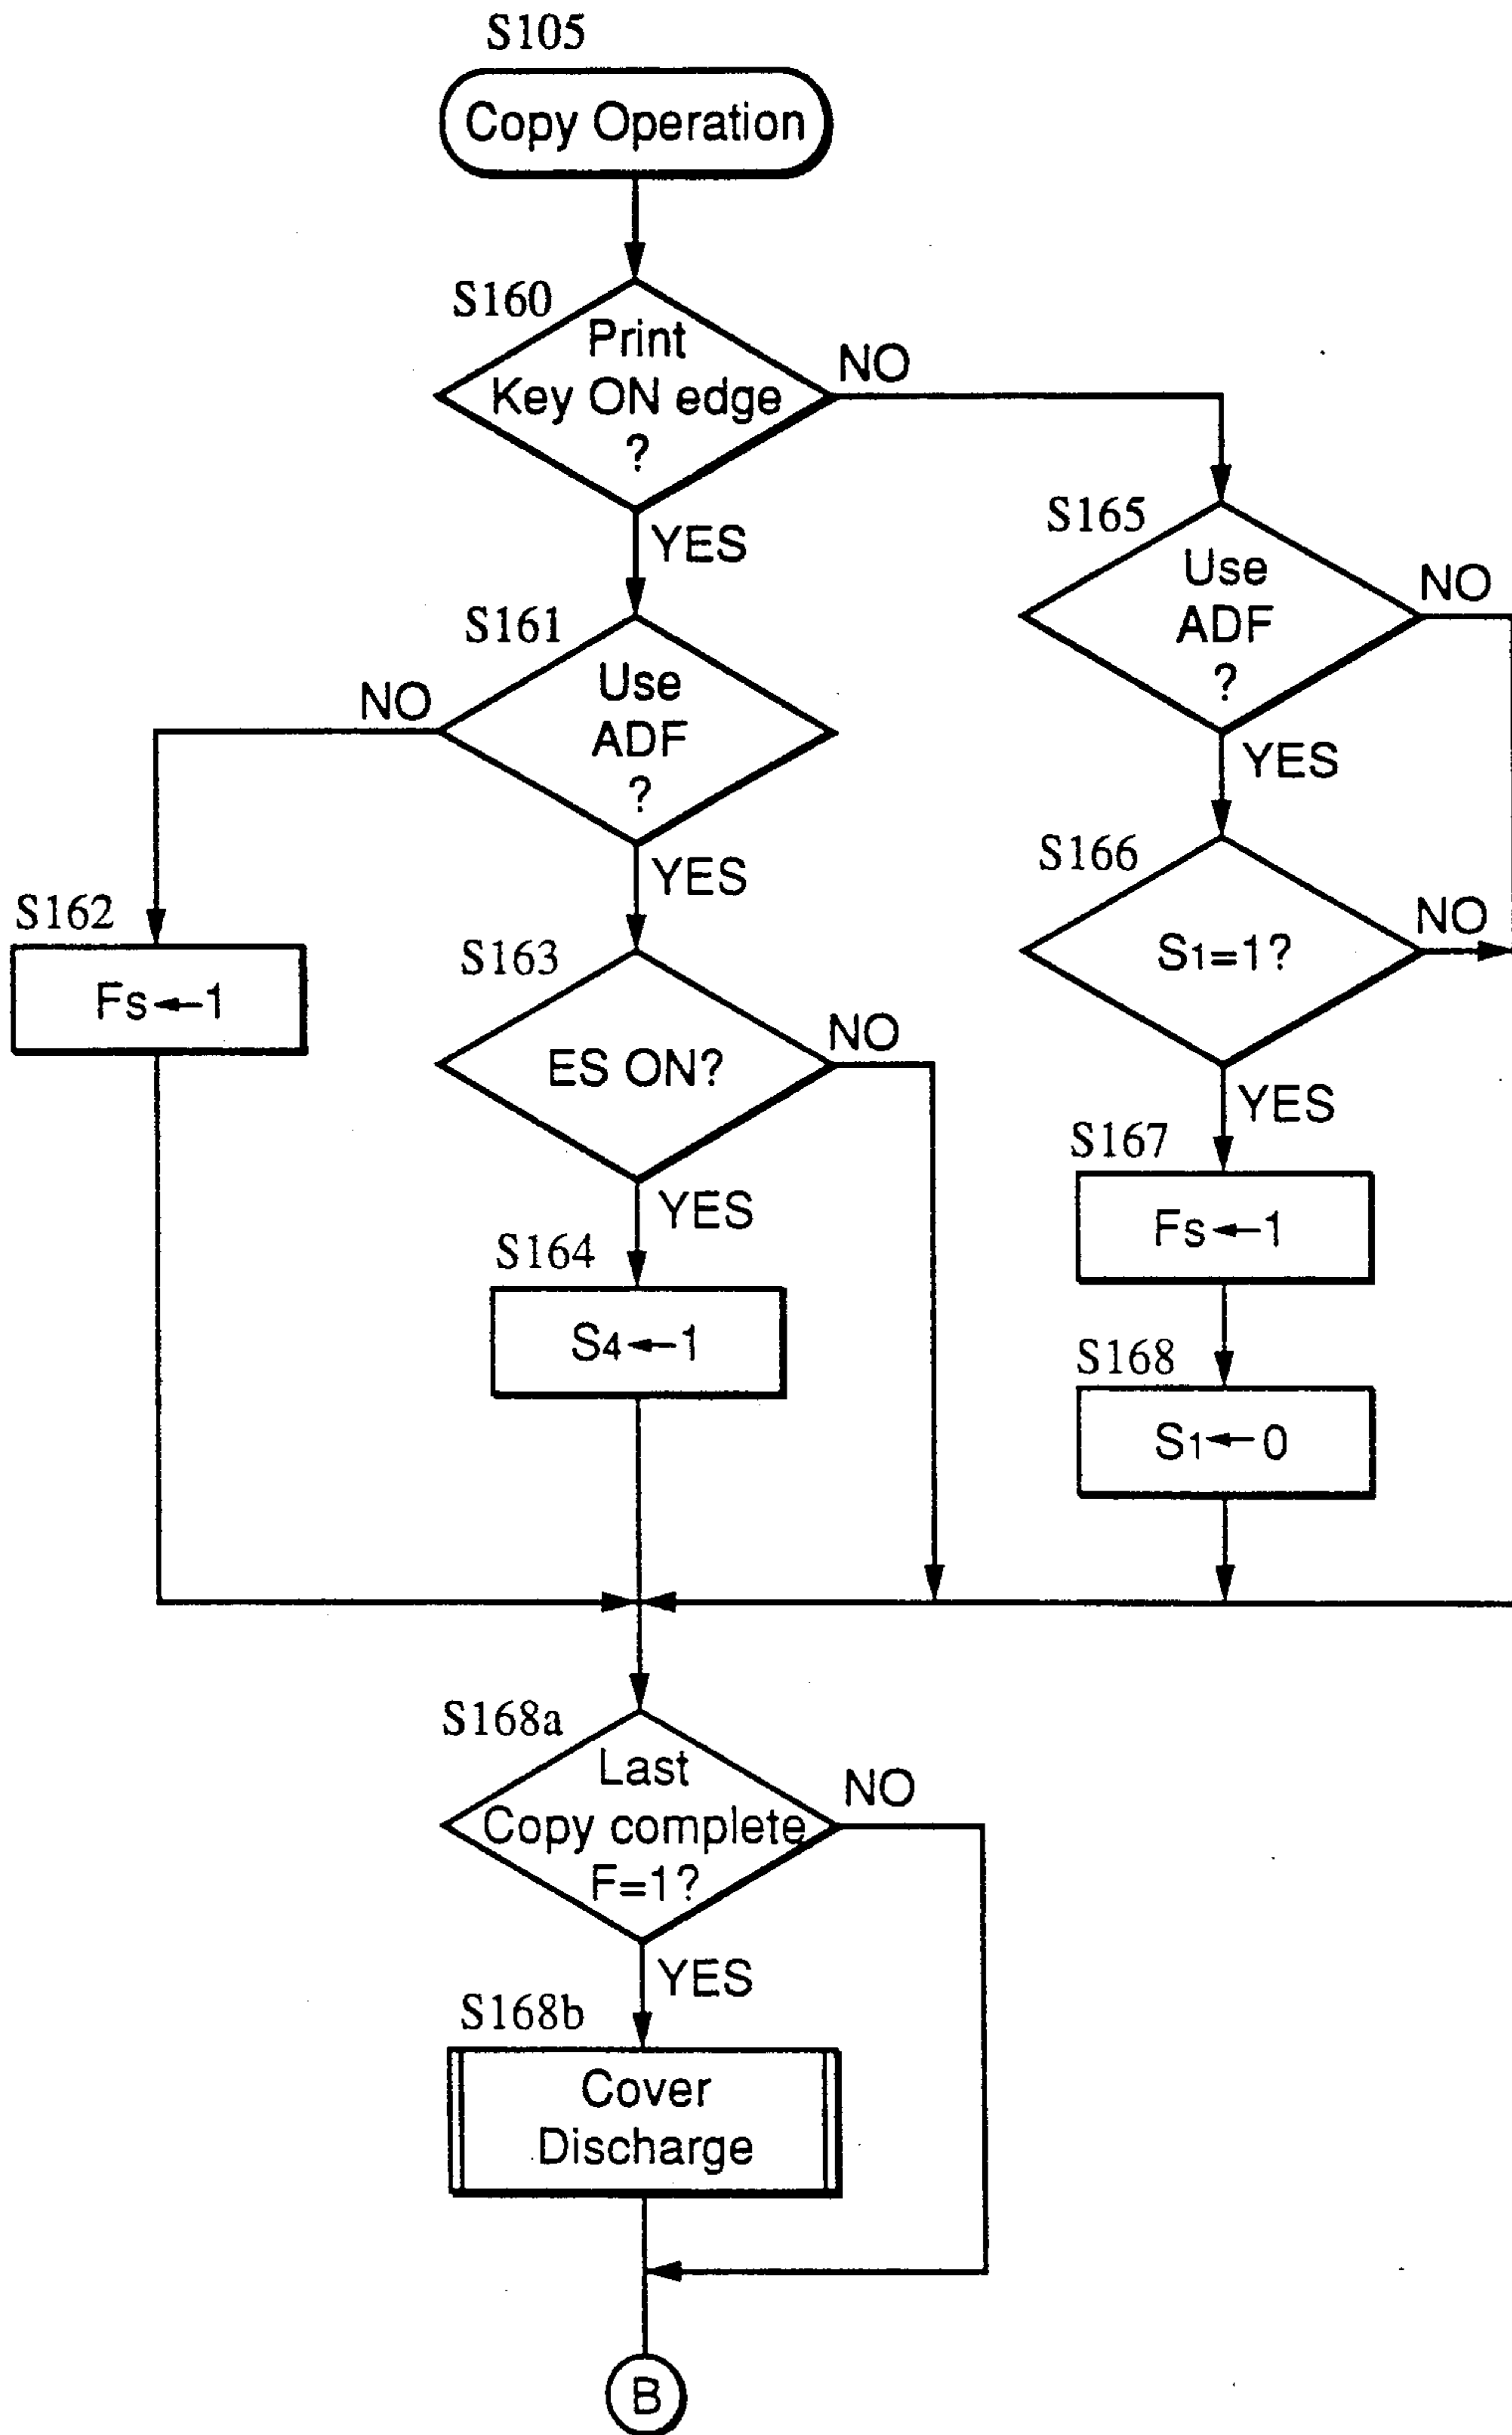 S105
Copy Operation
S160
Print
Key ON edge
?
NO
YES
S165
Use
ADF
?
NO
YES
S161
Use
ADF
?
NO
YES
S166
S1=1?
NO
YES
S162
Fs←1
S163
ES ON?
NO
YES
S167
Fs←1
S164
S4←1
S168
S1←0
S168a
Last
Copy complete
F=1?
NO
YES
S168b
Cover
Discharge
B